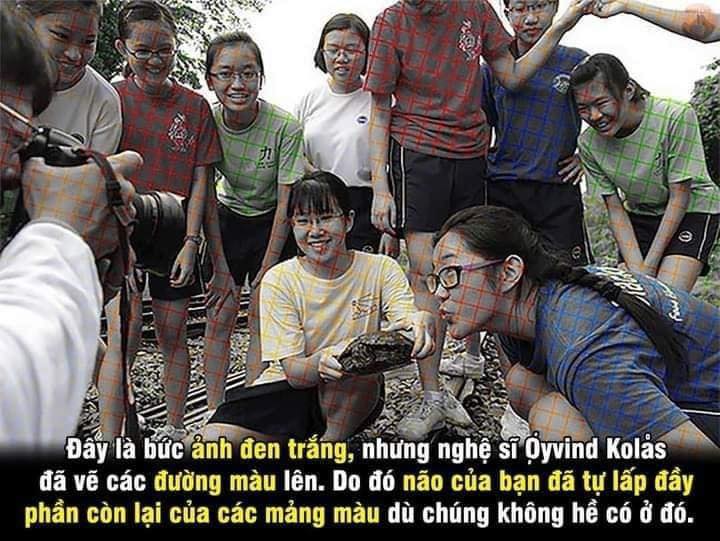 力
Đây là bức ảnh đen trắng, nhưng nghệ sĩ Øyvind Kolås
đã vẽ các đường màu lên. Do đó não của bạn đã tự lấp đầy
phần còn lại của các mảng màu dù chúng không hề có ở đó.